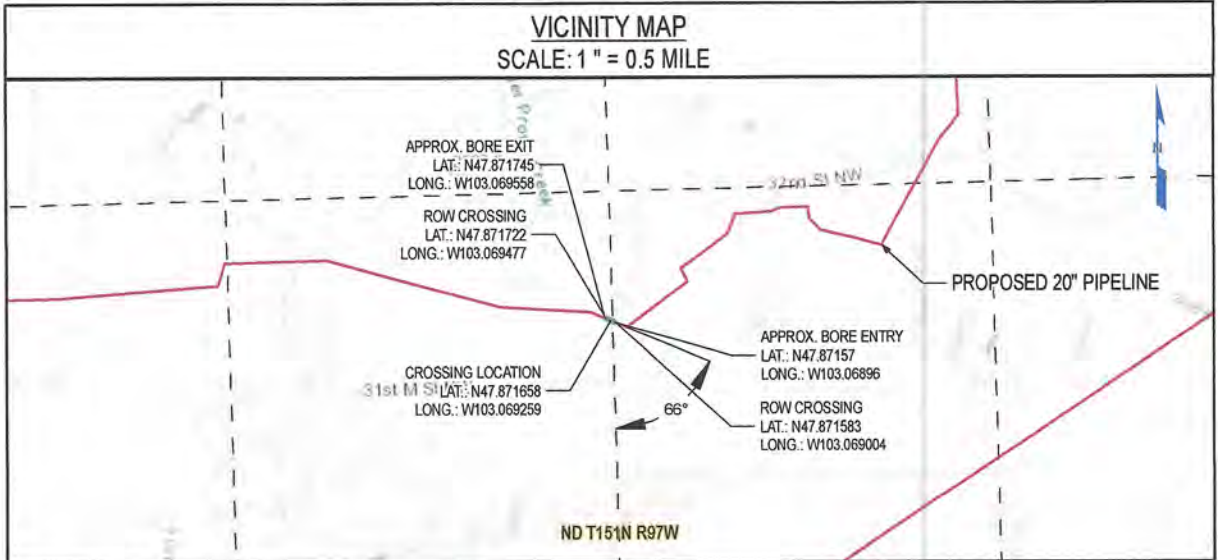 VICINITY MAP
SCALE: 1 " = 0.5 MILE
APPROX. BORE EXIT
LAT.: N47.871745
LONG.: W103.069558
ROW CROSSING
LAT.: N47.871722
LONG.: W103.069477
CROSSING LOCATION
LAT.: N47.871658
LONG.: W103.069259
31st M St
32nd St NW
N
PROPOSED 20" PIPELINE
APPROX. BORE ENTRY
LAT.: N47.87157
LONG.: W103.06896
66°
ROW CROSSING
LAT.: N47.871583
LONG.: W103.069004
ND T151N R97W